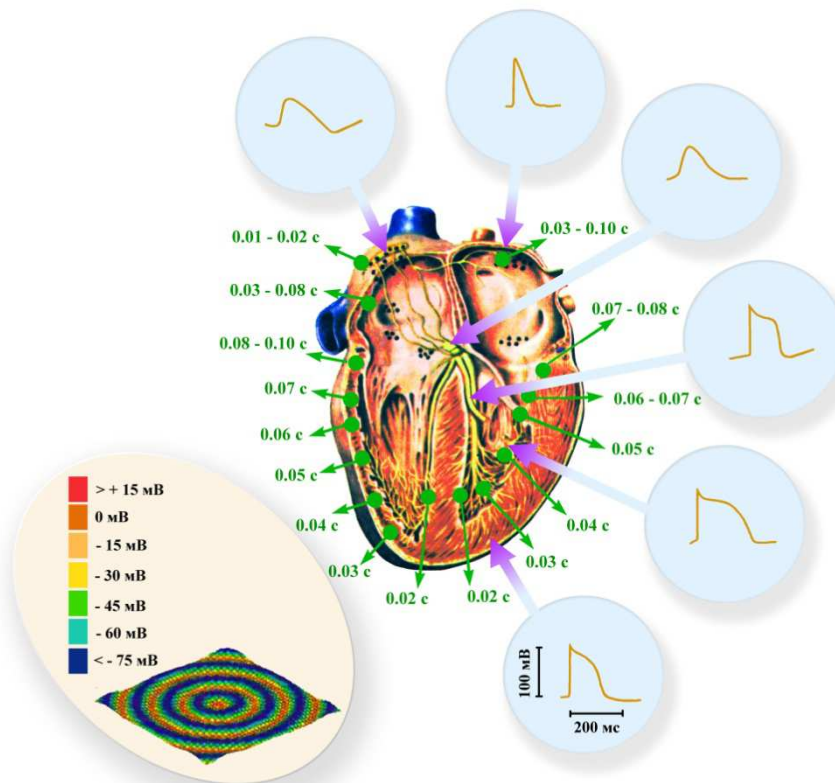 0.01 - 0.02 с
0.03 - 0.10 с
0.03 - 0.08 с
0.07 - 0.08 с
0.08 - 0.10 с
0.07 с
0.06 - 0.07 с
0.06 с
0.05 с
0.05 с
0.04 с
0.04 с
0.03 с
0.03 с
0.02 с
0.02 с
> + 15 мВ
0 мВ
- 15 мВ
- 30 мВ
- 45 мВ
- 60 мВ
< - 75 мВ
100 мВ
200 мс